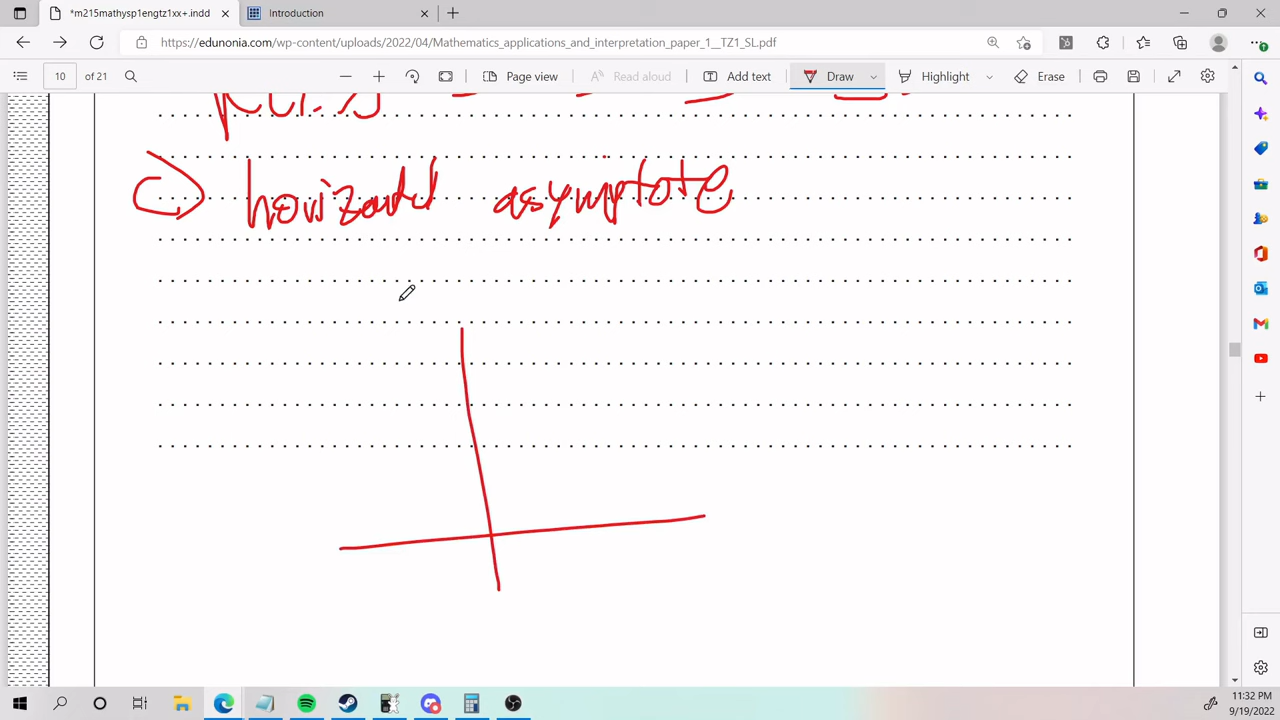 *m215mathysp1engtz1xx+.indd
Introduction
https://edunonia.com/wp-content/uploads/2022/04/Mathematics_applications_and_interpretation_paper_1__TZ1_SL.pdf
10 of 21
Page view
Read aloud
Add text
Draw
Highlight
Erase
c) horizontal asymptote
11:32 PM
9/19/2022